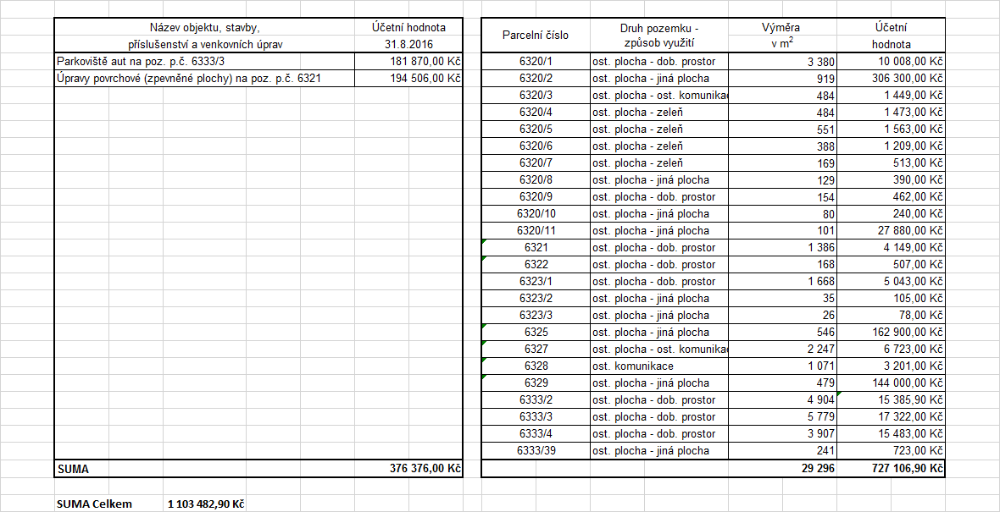 Název objektu, stavby,
příslušenství a venkovních úprav
Účetní hodnota
31.8.2016
Parkoviště aut na poz. p.č. 6333/3 181 870,00 Kč
Úpravy povrchové (zpevněné plochy) na poz. p.č. 6321 194 506,00 Kč
SUMA 376 376,00 Kč
SUMA Celkem 1 103 482,90 Kč
Parcelní číslo
Druh pozemku -
způsob využití
Výměra
v m²
Účetní
hodnota
6320/1 ost. plocha - dob. prostor 3 380 10 008,00 Kč
6320/2 ost. plocha - jiná plocha 919 306 300,00 Kč
6320/3 ost. plocha - ost. komunikac 484 1 449,00 Kč
6320/4 ost. plocha - zeleň 484 1 473,00 Kč
6320/5 ost. plocha - zeleň 551 1 563,00 Kč
6320/6 ost. plocha - zeleň 388 1 209,00 Kč
6320/7 ost. plocha - zeleň 169 513,00 Kč
6320/8 ost. plocha - jiná plocha 129 390,00 Kč
6320/9 ost. plocha - dob. prostor 154 462,00 Kč
6320/10 ost. plocha - jiná plocha 80 240,00 Kč
6320/11 ost. plocha - jiná plocha 101 27 880,00 Kč
6321 ost. plocha - dob. prostor 1 386 4 149,00 Kč
6322 ost. plocha - dob. prostor 168 507,00 Kč
6323/1 ost. plocha - dob. prostor 1 668 5 043,00 Kč
6323/2 ost. plocha - jiná plocha 35 105,00 Kč
6323/3 ost. plocha - jiná plocha 26 78,00 Kč
6325 ost. plocha - jiná plocha 546 162 900,00 Kč
6327 ost. plocha - ost. komunikac 2 247 6 723,00 Kč
6328 ost. komunikace 1 071 3 201,00 Kč
6329 ost. plocha - jiná plocha 479 144 000,00 Kč
6333/2 ost. plocha - dob. prostor 4 904 15 385,90 Kč
6333/3 ost. plocha - dob. prostor 5 779 17 322,00 Kč
6333/4 ost. plocha - dob. prostor 3 907 15 483,00 Kč
6333/39 ost. plocha - jiná plocha 241 723,00 Kč
29 296 727 106,90 Kč